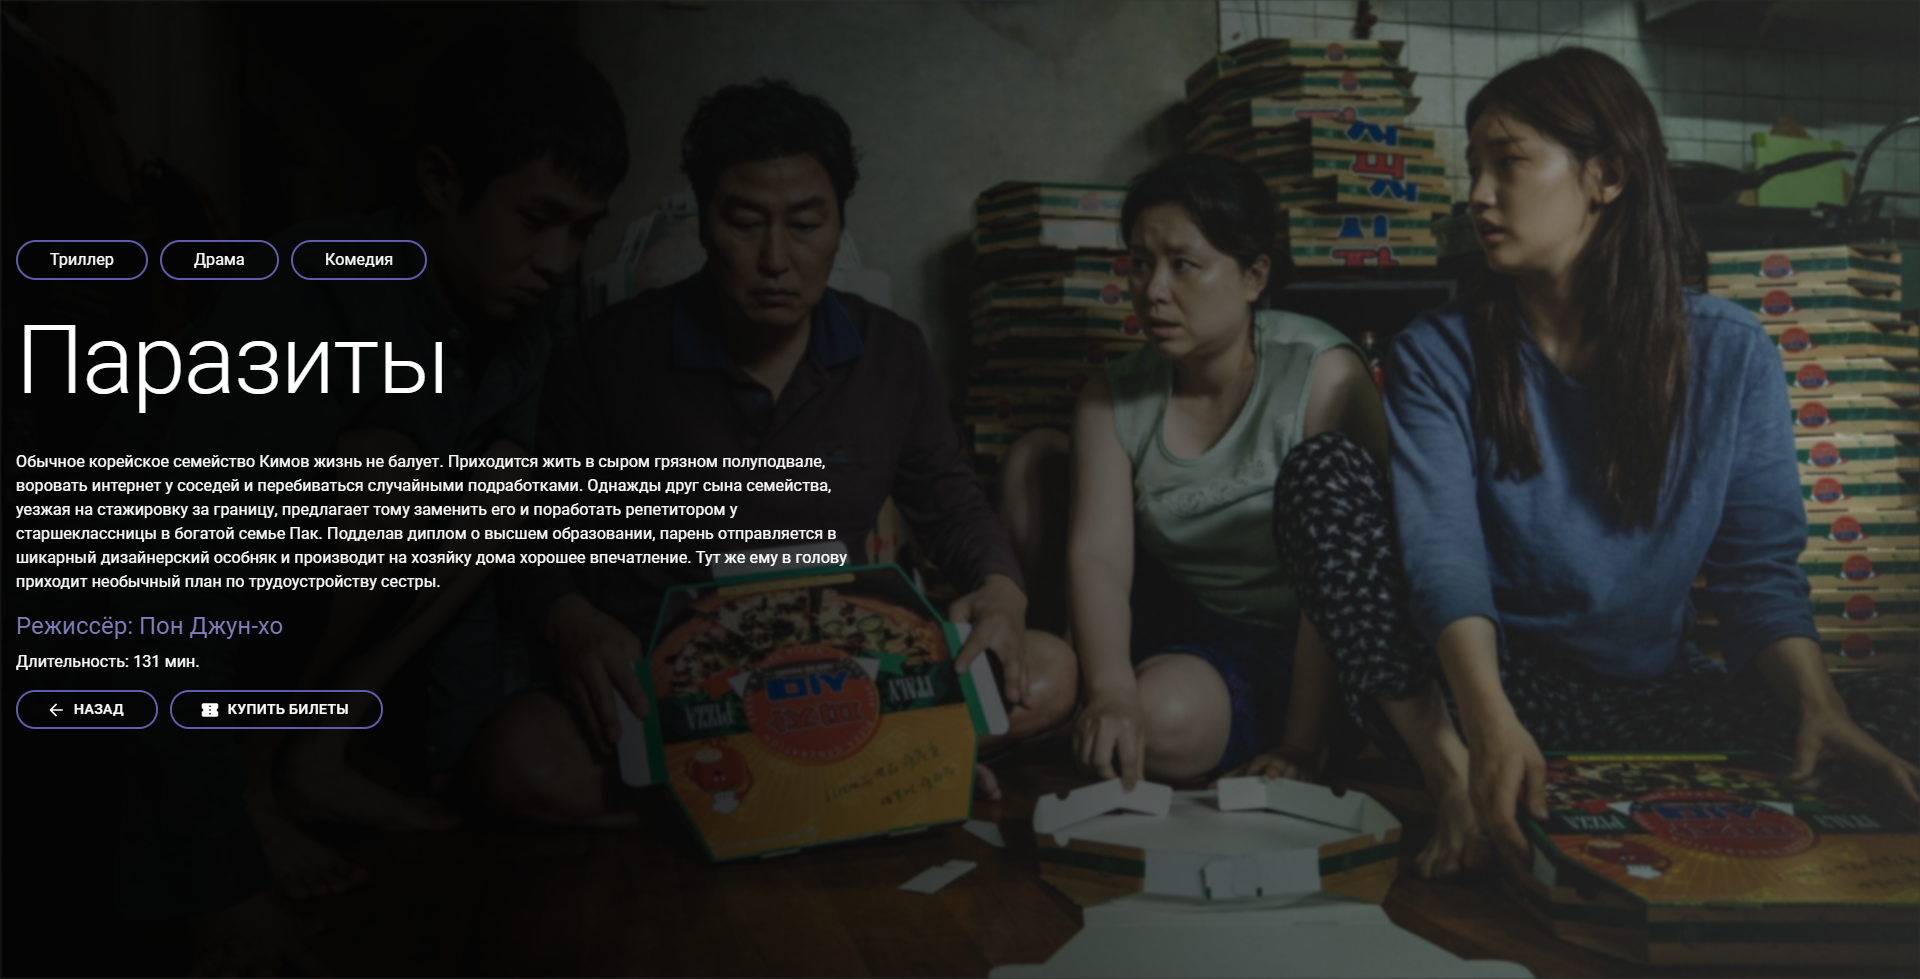 Триллер Драма Комедия
Паразиты
Обычное корейское семейство Кимов жизнь не балует. Приходится жить в сыром грязном полуподвале,
воровать интернет у соседей и перебиваться случайными подработками. Однажды друг сына семейства,
уезжая на стажировку за границу, предлагает тому заменить его и поработать репетитором у
старшеклассницы в богатой семье Пак. Подделав диплом о высшем образовании, парень отправляется в
шикарный дизайнерский особняк и производит на хозяйку дома хорошее впечатление. Тут же ему в голову
приходит необычный план по трудоустройству сестры.
Режиссёр: Пон Джун-хо
Длительность: 131 мин.
НАЗАД КУПИТЬ БИЛЕТЫ
PIZZA
ITALY
PIZZA
ITALY